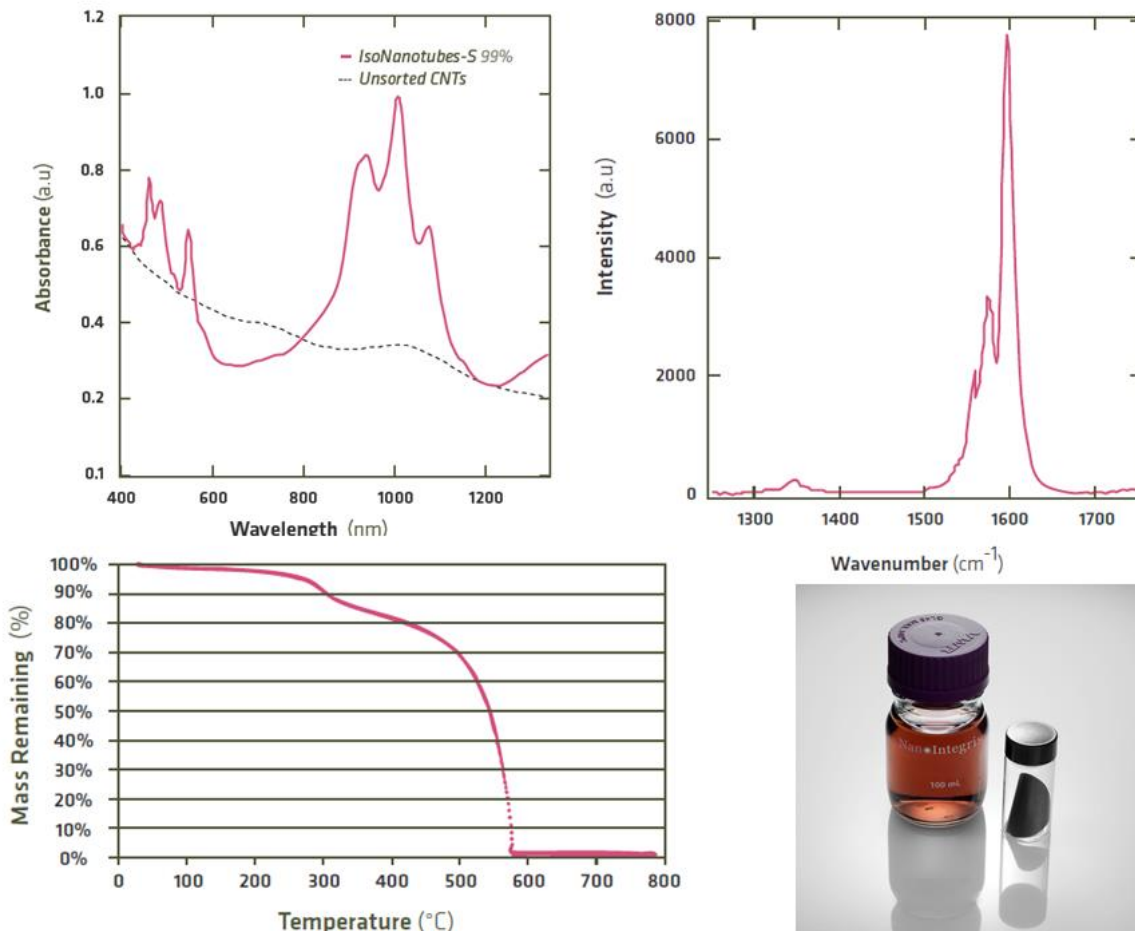 1.2
1.0
0.8
0.6
0.4
0.2
0.1
Absorbance (a.u)
IsoNanotubes-S 99%
Unsorted CNTs
400 600 800 1000 1200
Wavelength (nm)
8000
6000
4000
2000
0
Intensity (a.u)
1300 1400 1500 1600 1700
Wavenumber (cm⁻¹)
100%
90%
80%
70%
60%
50%
40%
30%
20%
10%
0%
Mass Remaining (%)
0 100 200 300 400 500 600 700 800
Temperature (°C)
100 mL